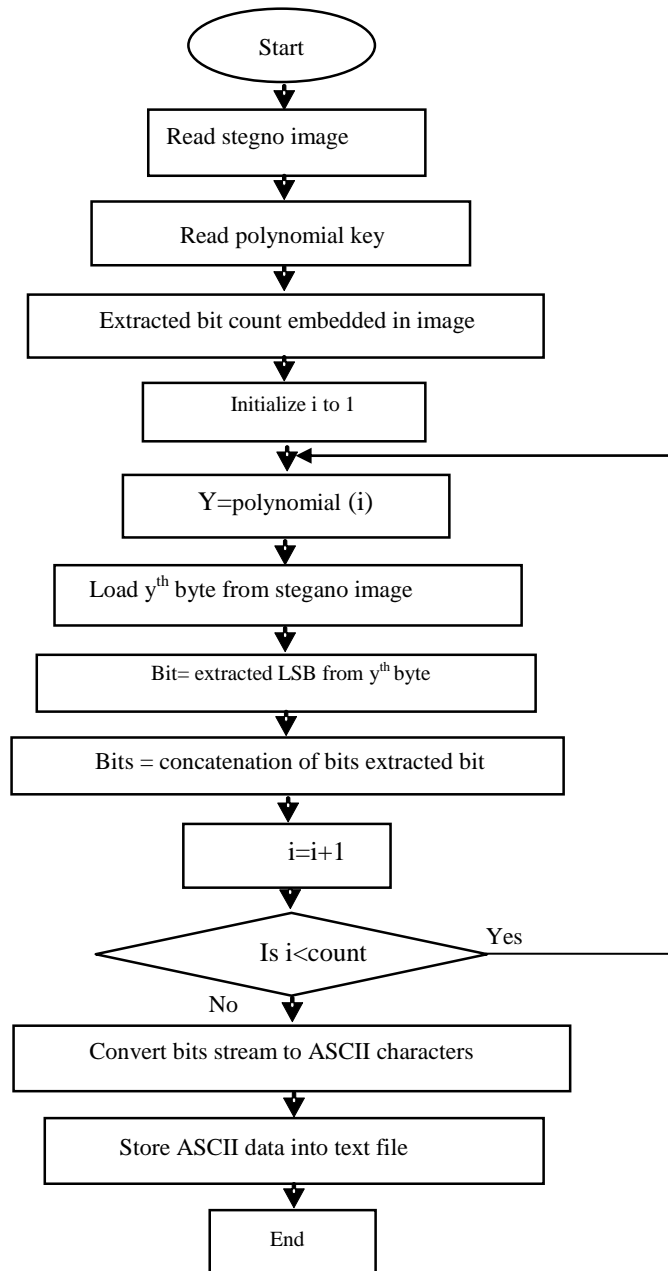 Start
Read stegno image
Read polynomial key
Extracted bit count embedded in image
Initialize i to 1
Y=polynomial (i)
Load yth byte from stegano image
Bit= extracted LSB from yth byte
Bits = concatenation of bits extracted bit
i=i+1
Is i<count
Yes
No
Convert bits stream to ASCII characters
Store ASCII data into text file
End